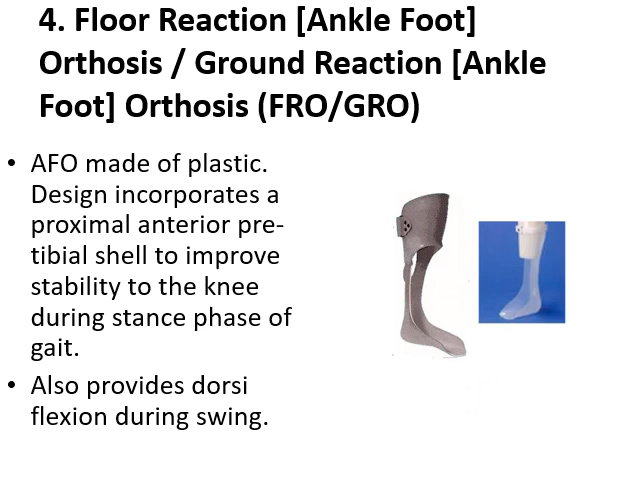 4. Floor Reaction [Ankle Foot]
Orthosis / Ground Reaction [Ankle
Foot] Orthosis (FRO/GRO)
• AFO made of plastic.
Design incorporates a
proximal anterior pre-
tibial shell to improve
stability to the knee
during stance phase of
gait.
• Also provides dorsi
flexion during swing.